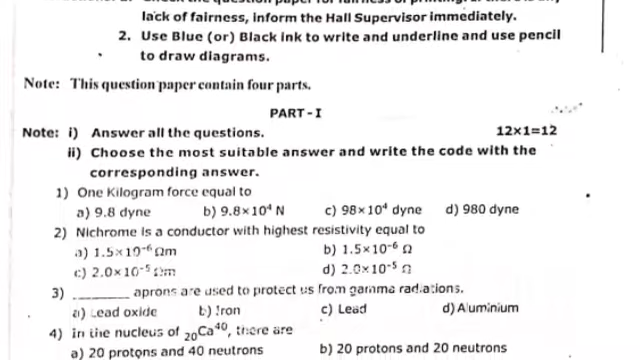 lack of fairness, inform the Hall Supervisor immediately.
2. Use Blue (or) Black ink to write and underline and use pencil
to draw diagrams.
Note: This question paper contain four parts.
PART - I
Note: i) Answer all the questions. 12×1=12
ii) Choose the most suitable answer and write the code with the
corresponding answer.
1) One Kilogram force equal to
a) 9.8 dyne b) 9.8×10⁴ N c) 98×10⁴ dyne d) 980 dyne
2) Nichrome is a conductor with highest resistivity equal to
a) 1.5×10⁻⁶ Ωm b) 1.5×10⁻⁶ Ω
c) 2.0×10⁻⁵ Ωm d) 2.0×10⁻⁵ Ω
3) ________ aprons are used to protect us from gamma radiations.
a) Lead oxide b) Iron c) Lead d) Aluminium
4) in the nucleus of ₂₀Ca⁴⁰, there are
a) 20 protons and 40 neutrons b) 20 protons and 20 neutrons